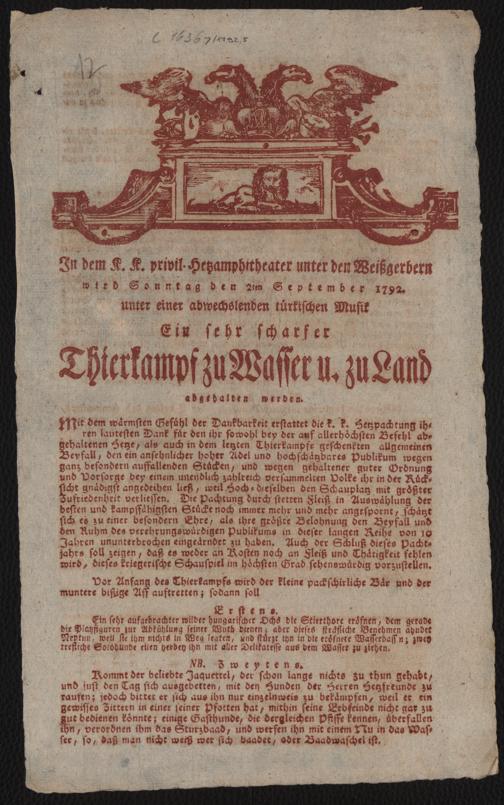 C 16367/1792,5
12
In dem K. K. privil. Hetzamphitheater unter den Weißgerbern
wird Sonntag den 2ten September 1792.
unter einer abwechslenden türkischen Musik
Ein sehr scharfer
Thierkampf zu Wasser u. zu Land
abgehalten werden.
Mit dem wärmsten Gefühl der Dankbarkeit erstattet die k. k. Hetzpachtung ih-
ren lautesten Dank für den ihr sowohl bey der auf allerhöchsten Befehl ab-
gehaltenen Hetze, als auch in dem letzten Thierkampfe geschenkten allgemeinen
Beyfall, den ein ansehnlicher hoher Adel und hochschätzbares Publikum wegen
ganz besondern auffallenden Stücken, und wegen gehaltener guter Ordnung
und Vorsorge bey einem unendlich zahlreich versammelten Volke ihr in der Rück-
sicht gnädigst angedeihen ließ, weil Hoch dieselben den Schauplatz mit größter
Zufriedenheit verliessen. Die Pachtung durch stetten Fleiß in Auswählung der
besten und kampffähigsten Stücke noch immer mehr und mehr angesporne, schätzt
sich es zu einer besondern Ehre, als ihre größte Belohnung den Beyfall und
den Ruhm des verehrungswürdigen Publikums in dieser langen Reihe von 10
Jahren ununterbrochen eingeärndet zu haben. Auch der Schluß dieses Pacht-
jahrs soll zeigen, daß es weder an Kosten noch an Fleiß und Thätigkeit fehlen
wird, dieses kriegerische Schauspiel im höchsten Grad sehenswürdig vorzustellen.
Vor Anfang des Thierkampfs wird der kleine packschirliche Bär und der
muntere bißige Aff auftretten; sodann soll
Erstens.
Ein sehr aufgebrachter wilder hungarischer Ochs die Stierthore eröfnen, dem gerade
die Platzfiguren zur Abkühlung seiner Wuth dienen; aber dieses sträfliche Benehmen ahndet
Neptun, weil sie ihm nichts in Weg legten, und stürzt ihn in die eröfnete Wasserbassin; zwey
trefliche Solohunde eilen herbey ihn mit aller Delikatesse aus dem Wasser zu ziehen.
NB. Zweytens.
Kommt der beliebte Jaquettel, der schon lange nichts zu thun gehabt,
und just den Tag sich ausgebetten, mit den Hunden der Herren Hetzfreunde zu
raufen; jedoch bittet er sich aus ihn nur einzelnweis zu bekämpfen, weil er ein
gewisses Zittern in einer seiner Pfotten hat, mithin seine Erbfeinde nicht gar zu
gut bedienen könnte; einige Gasthunde, die dergleichen Pfiffe kennen, überfallen
ihn, verordnen ihm das Sturzbaad, und werfen ihn mit einem Nu in das Was-
ser, so, daß man nicht weiß wer sich baadet, oder Baadwaschel ist.